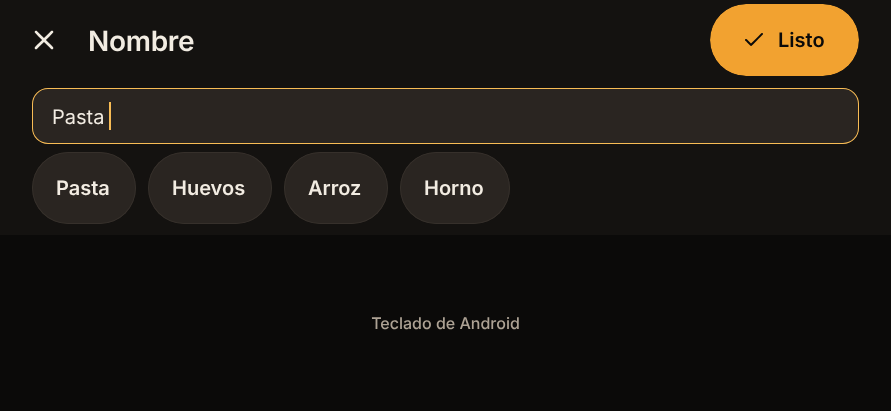 Nombre
Listo
Pasta
Pasta
Huevos
Arroz
Horno
Teclado de Android